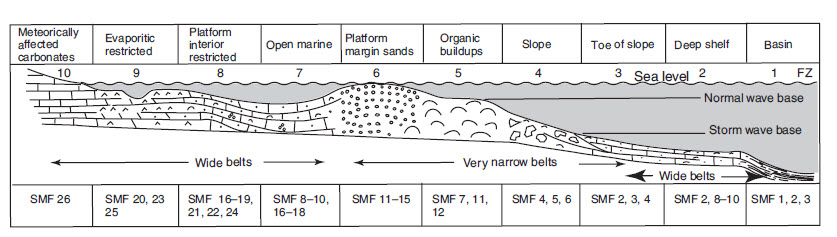 Meteorically
affected
carbonates
Evaporitic
restricted
Platform
interior
restricted
Open marine
Platform
margin sands
Organic
buildups
Slope
Toe of slope
Deep shelf
Basin
10 9 8 7 6 5 4 3 2 1 FZ
Sea level
Normal wave base
Storm wave base
Wide belts
Very narrow belts
Wide belts
SMF 26
SMF 20, 23
25
SMF 16–19,
21, 22, 24
SMF 8–10,
16–18
SMF 11–15
SMF 7, 11,
12
SMF 4, 5, 6
SMF 2, 3, 4
SMF 2, 8–10
SMF 1, 2, 3